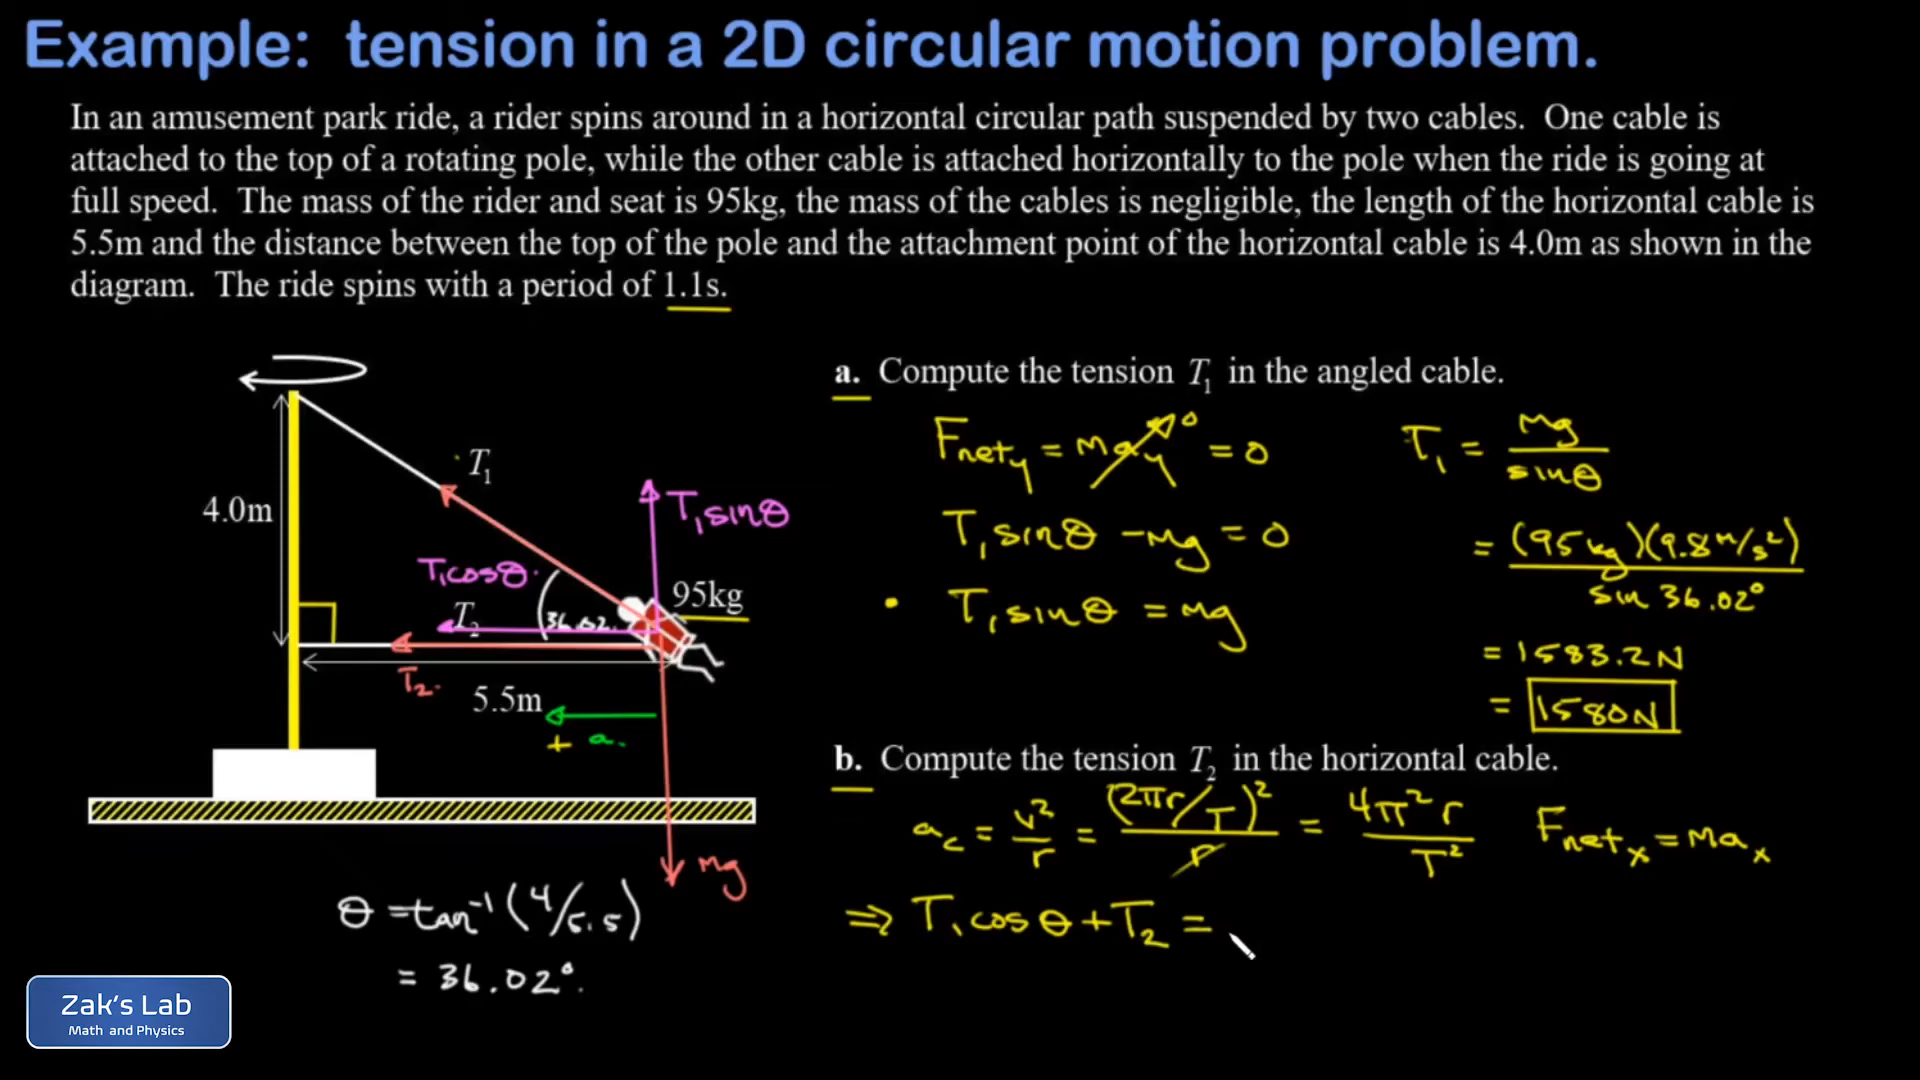 Example: tension in a 2D circular motion problem.
In an amusement park ride, a rider spins around in a horizontal circular path suspended by two cables. One cable is
attached to the top of a rotating pole, while the other cable is attached horizontally to the pole when the ride is going at
full speed. The mass of the rider and seat is 95kg, the mass of the cables is negligible, the length of the horizontal cable is
5.5m and the distance between the top of the pole and the attachment point of the horizontal cable is 4.0m as shown in the
diagram. The ride spins with a period of 1.1s.
4.0m
T₁
T₁sinθ
T₁cosθ
T₂
36.02°
95kg
T₂
5.5m
+ a
mg
θ = tan⁻¹(4/5.5)
= 36.02°
a. Compute the tension T₁ in the angled cable.
Fnet y = may ⁰ = 0
T₁sinθ - mg = 0
• T₁sinθ = mg
T₁ = mg / sinθ
= (95kg)(9.8m/s²) / sin 36.02°
= 1583.2N
= 1580N
b. Compute the tension T₂ in the horizontal cable.
a_c = v²/r = (2πr/T)²/r = 4π²r/T² Fnet x = max
⇒ T₁cosθ + T₂ =
Zak's Lab
Math and Physics